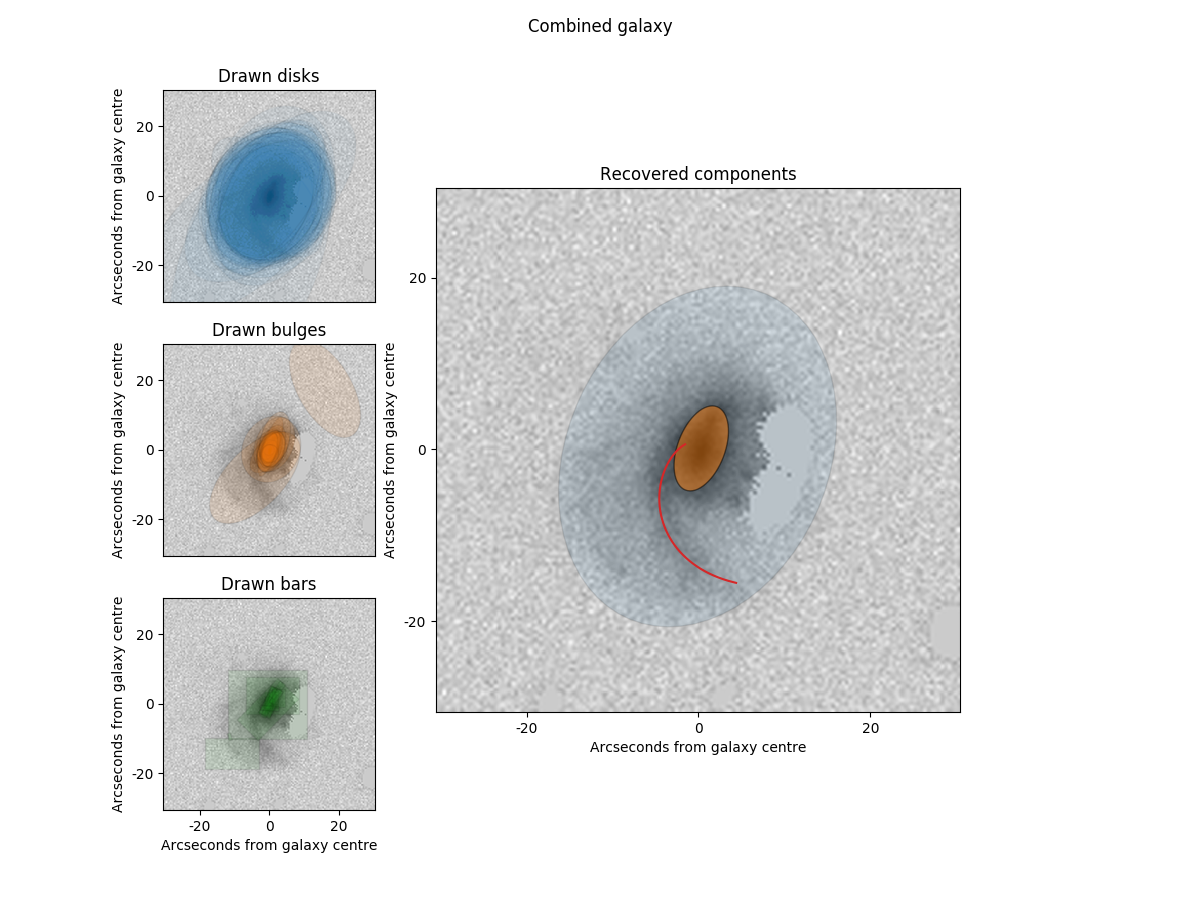 Combined galaxy
Drawn disks
Arcseconds from galaxy centre
20
0
-20
Drawn bulges
Arcseconds from galaxy centre
20
0
-20
Drawn bars
Arcseconds from galaxy centre
20
0
-20
-20 0 20
Arcseconds from galaxy centre
Recovered components
Arcseconds from galaxy centre
20
0
-20
-20 0 20
Arcseconds from galaxy centre